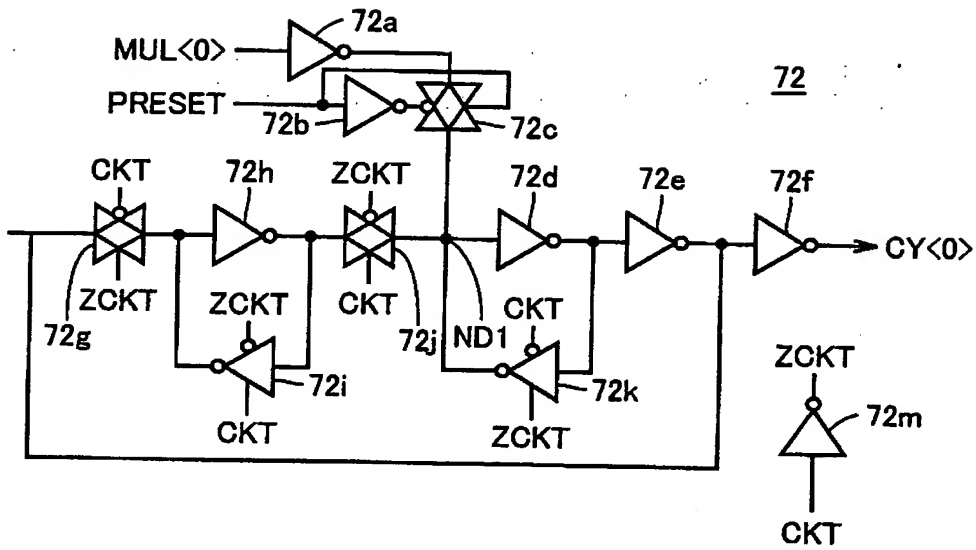 72a
MUL<0>
72
PRESET
72b
72c
CKT
72h
ZCKT
72d
72e
72f
CY<0>
ZCKT
CKT
72g
ZCKT
72j
ND1
CKT
72i
72k
ZCKT
72m
CKT
ZCKT
CKT